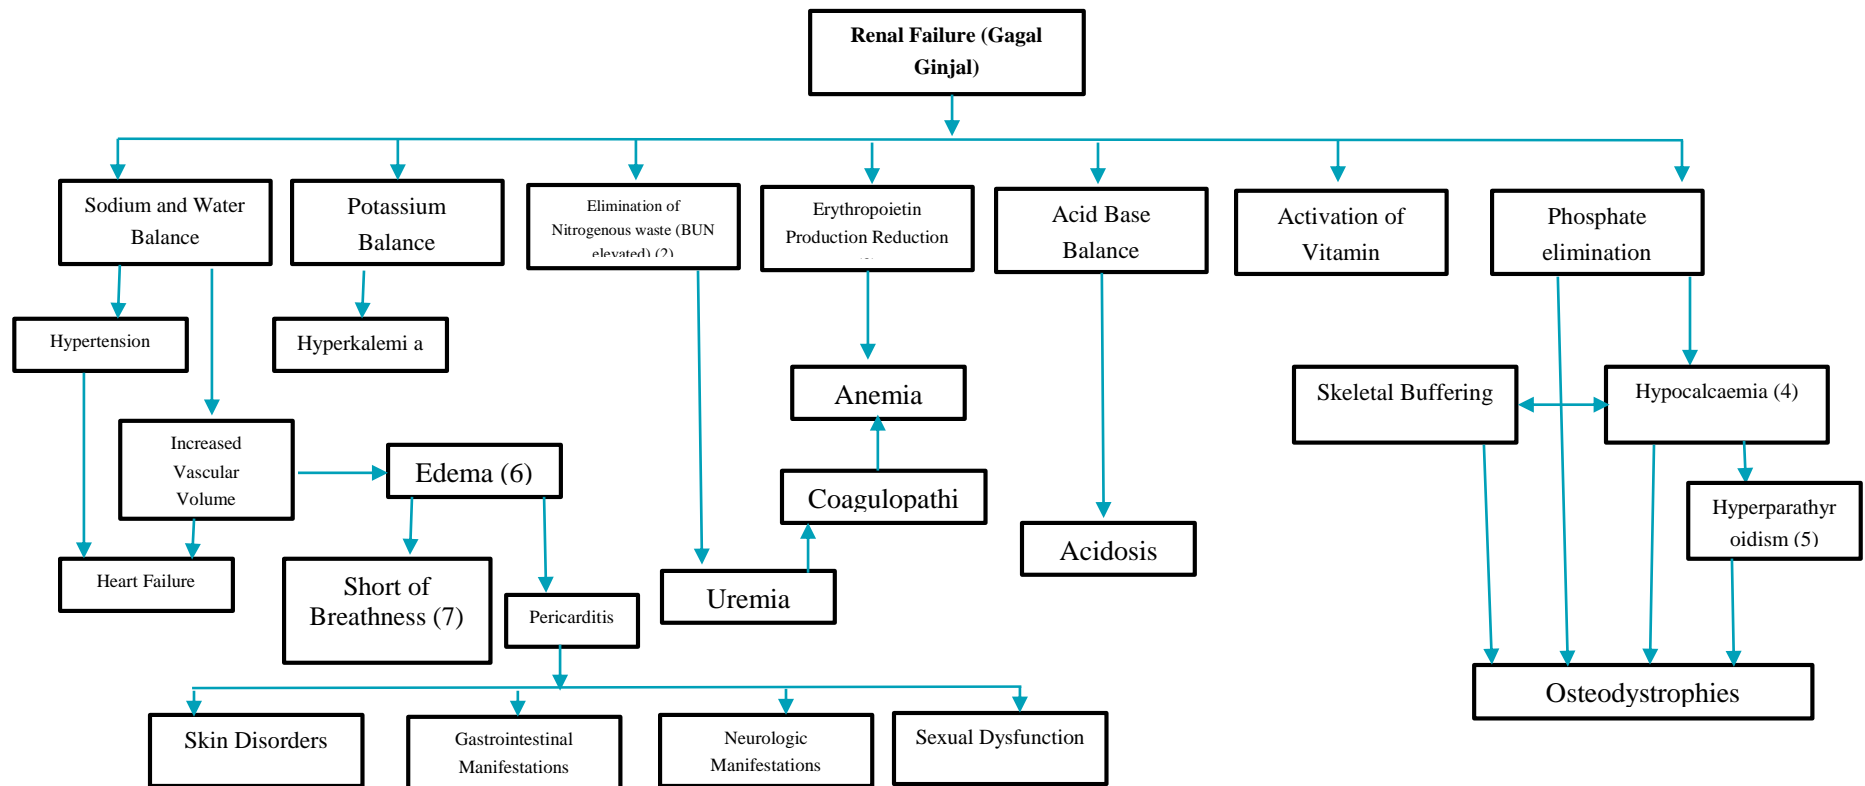 Renal Failure (Gagal
Ginjal)
Sodium and Water
Balance
Potassium
Balance
Elimination of
Nitrogenous waste (BUN
elevated) (2)
Erythropoietin
Production Reduction
Acid Base
Balance
Activation of
Vitamin
Phosphate
elimination
Hypertension
Hyperkalemi a
Anemia
Skeletal Buffering
Hypocalcaemia (4)
Increased
Vascular
Volume
Edema (6)
Coagulopathi
Hyperparathyr
oidism (5)
Acidosis
Heart Failure
Short of
Breathness (7)
Pericarditis
Uremia
Osteodystrophies
Skin Disorders
Gastrointestinal
Manifestations
Neurologic
Manifestations
Sexual Dysfunction